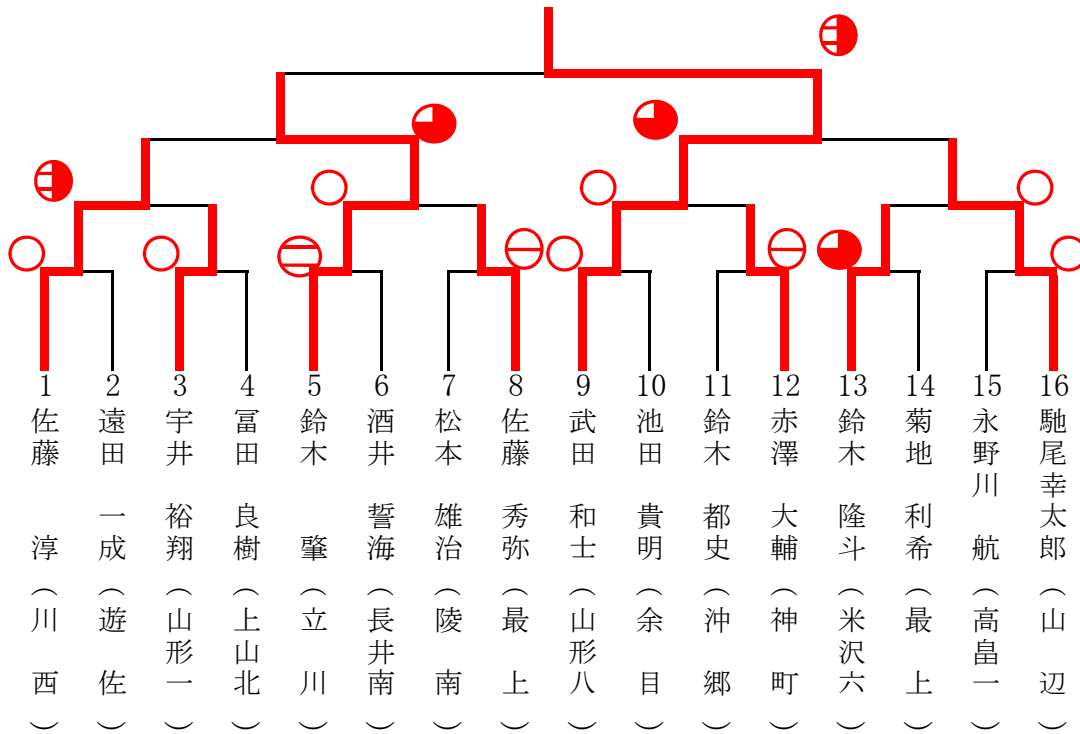 1 佐藤 淳（川西）
2 遠田 一成（遊佐）
3 宇井 裕翔（山形一）
4 冨田 良樹（上山北）
5 鈴木 肇（立川）
6 酒井 誓海（長井南）
7 松本 雄治（陵南）
8 佐藤 秀弥（最上）
9 武田 和士（山形八）
10 池田 貴明（余目）
11 鈴木 都史（沖郷）
12 赤澤 大輔（神町）
13 鈴木 隆斗（米沢六）
14 菊地 利希（最上）
15 永野川 航（高畠一）
16 馳尾幸太郎（山辺）